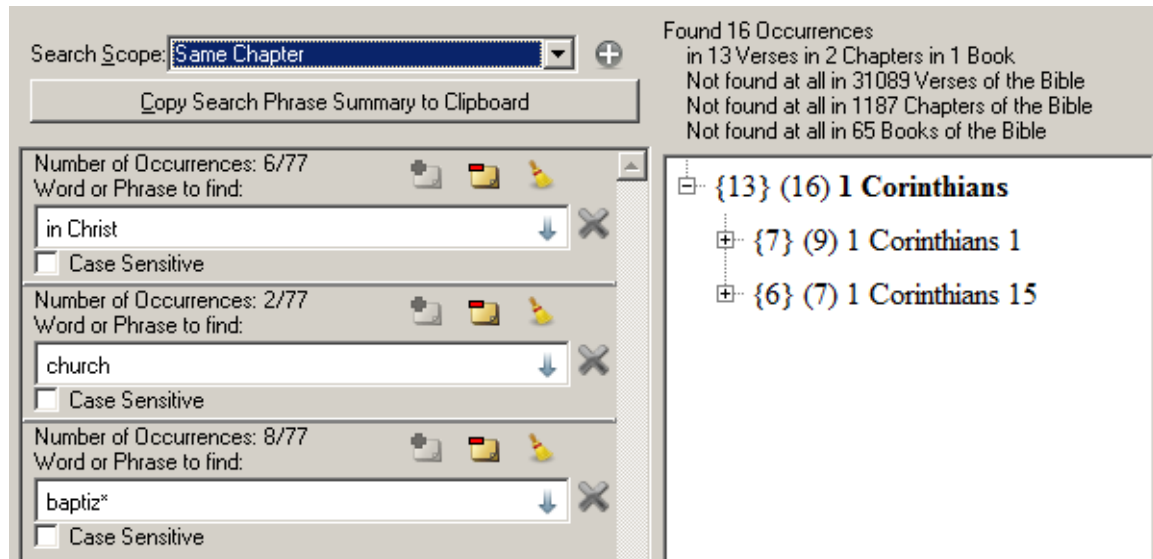 Search Scope: Same Chapter
Copy Search Phrase Summary to Clipboard
Number of Occurrences: 6/77
Word or Phrase to find:
in Christ
Case Sensitive
Number of Occurrences: 2/77
Word or Phrase to find:
church
Case Sensitive
Number of Occurrences: 8/77
Word or Phrase to find:
baptiz*
Case Sensitive
Found 16 Occurrences
in 13 Verses in 2 Chapters in 1 Book
Not found at all in 31089 Verses of the Bible
Not found at all in 1187 Chapters of the Bible
Not found at all in 65 Books of the Bible
{13} (16) 1 Corinthians
{7} (9) 1 Corinthians 1
{6} (7) 1 Corinthians 15